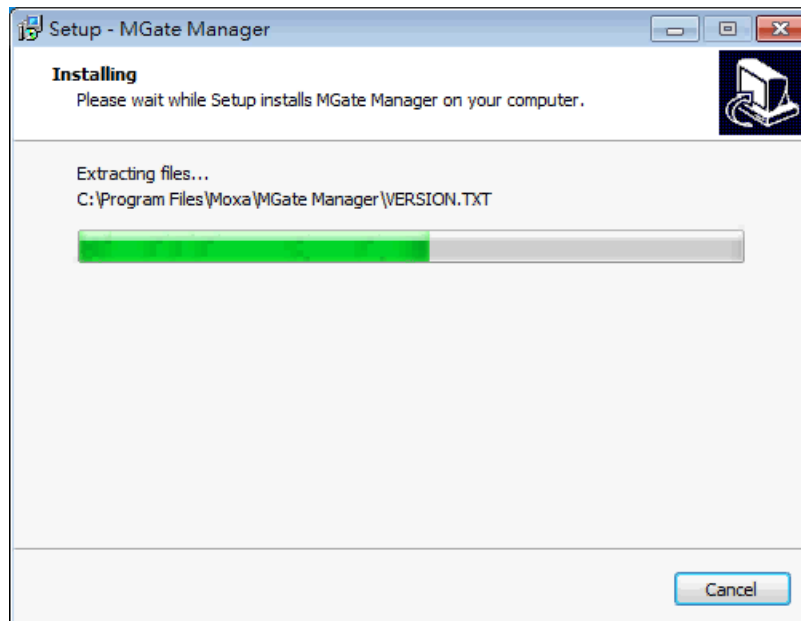 Setup - MGate Manager
Installing
Please wait while Setup installs MGate Manager on your computer.
Extracting files...
C:\Program Files\Moxa\MGate Manager\VERSION.TXT
Cancel